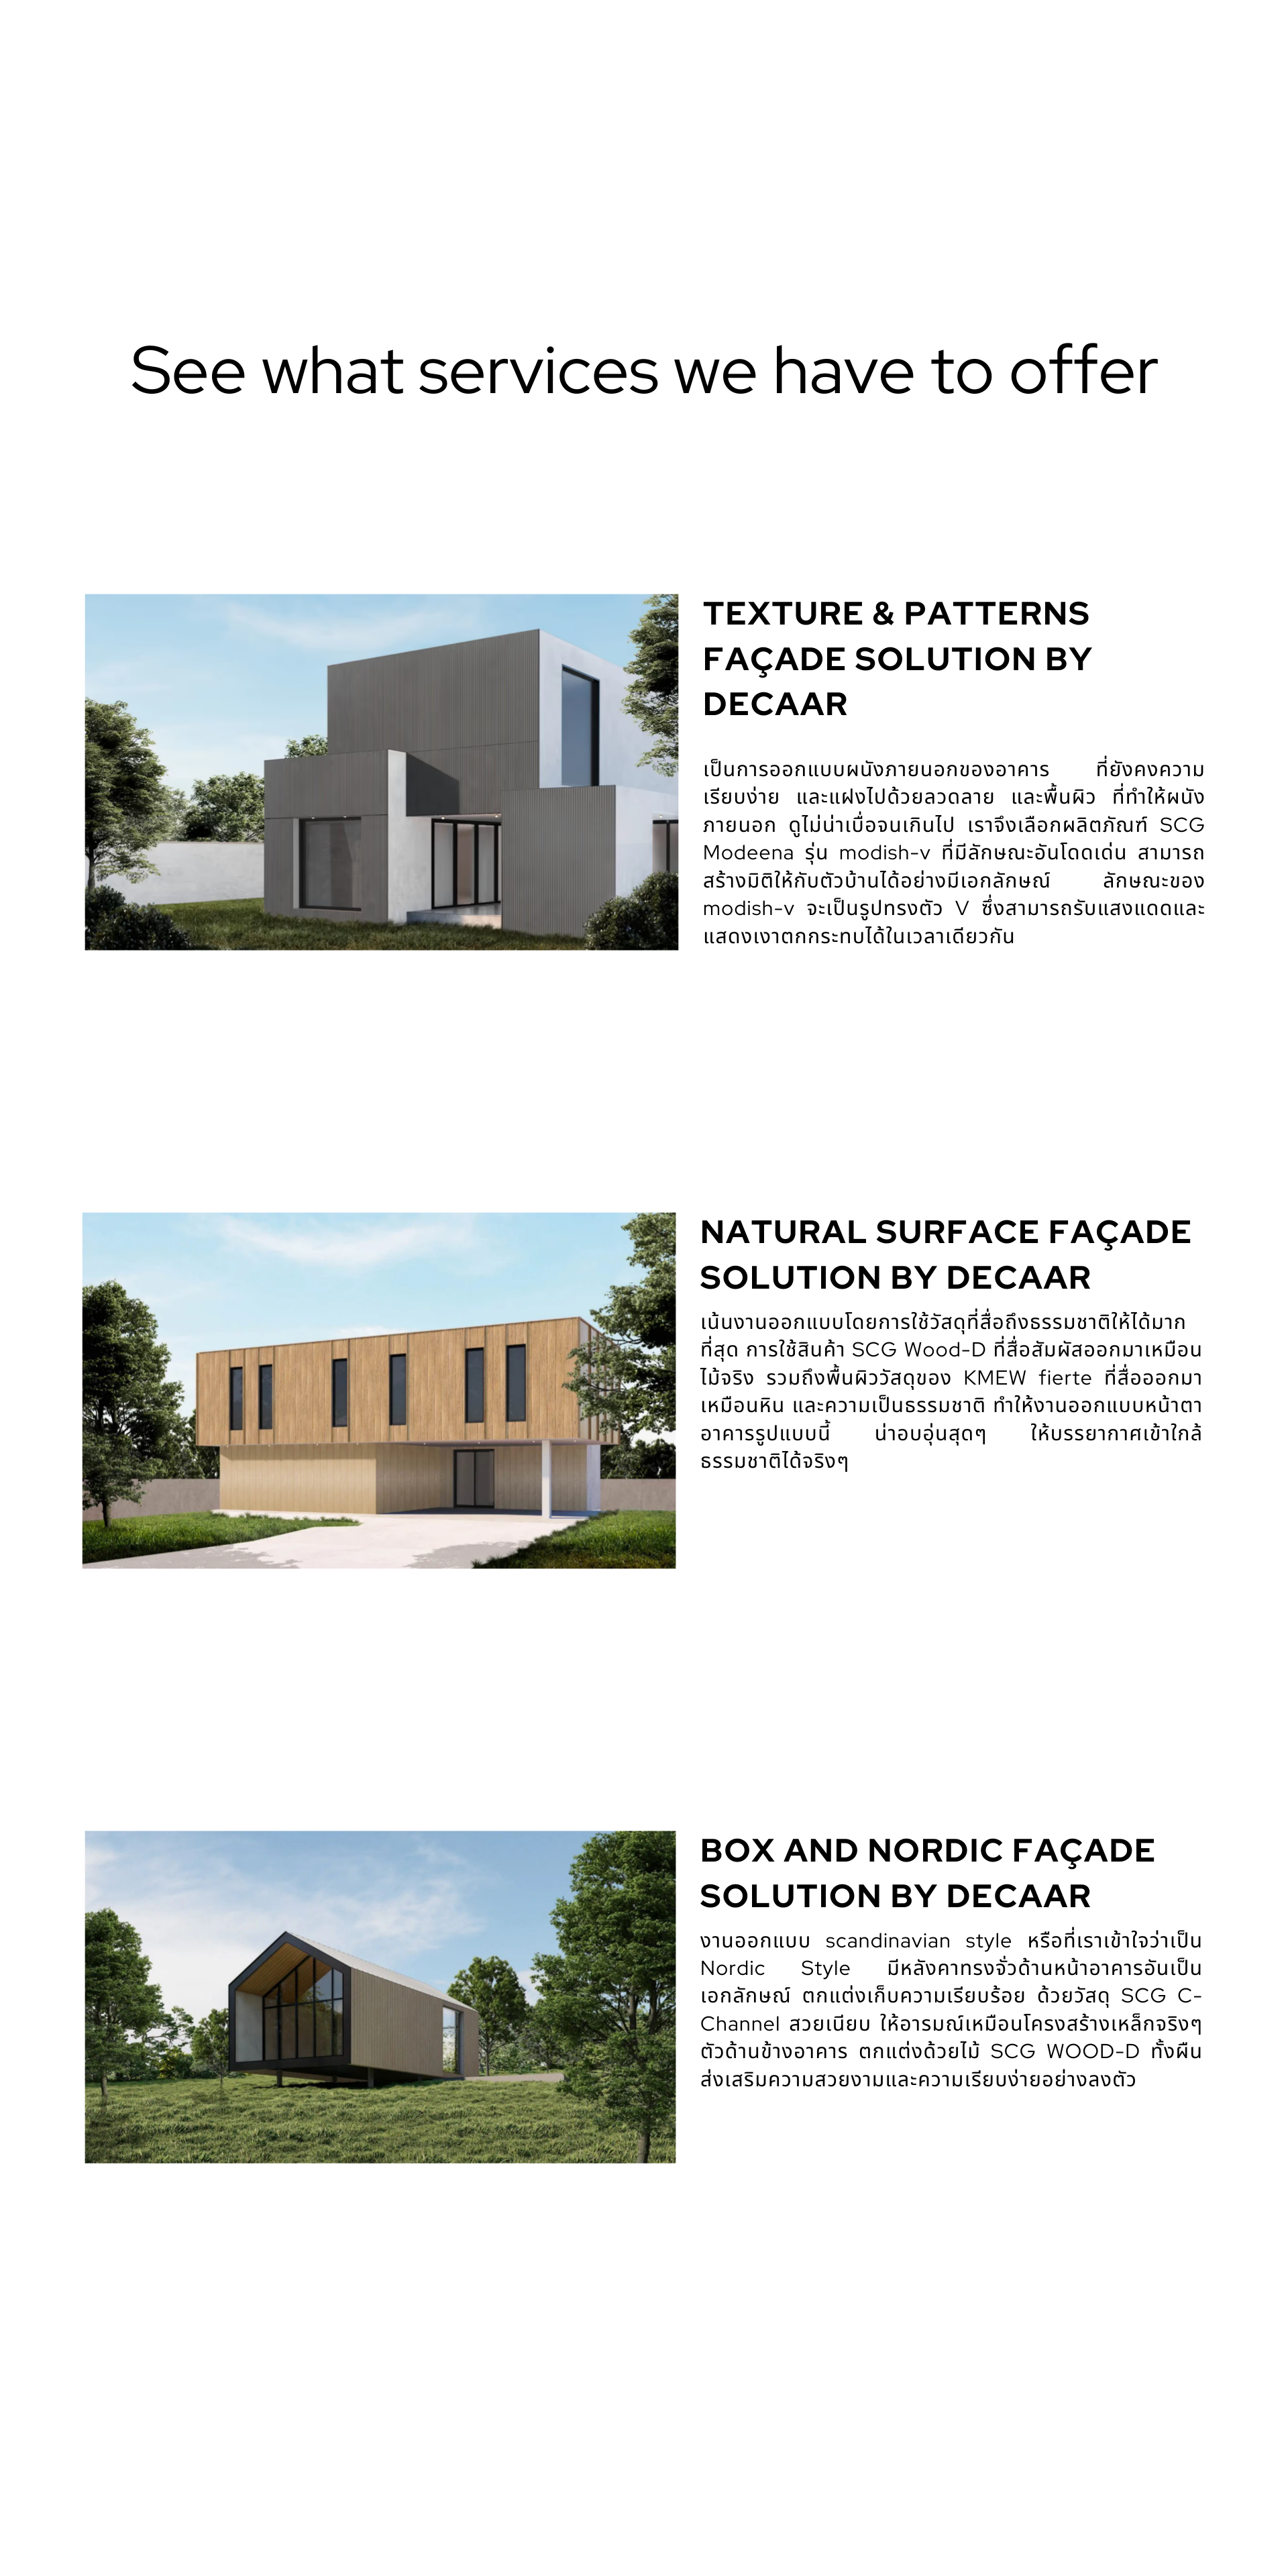 See what services we have to offer
TEXTURE & PATTERNS
FAÇADE SOLUTION BY
DECAAR
เป็นการออกแบบผนังภายนอกของอาคาร ที่ยังคงความ
เรียบง่าย และแฝงไปด้วยลวดลาย และพื้นผิว ที่ทำให้ผนัง
ภายนอก ดูไม่น่าเบื่อจนเกินไป เราจึงเลือกผลิตภัณฑ์ SCG
Modeena รุ่น modish-v ที่มีลักษณะอันโดดเด่น สามารถ
สร้างมิติให้กับตัวบ้านได้อย่างมีเอกลักษณ์ ลักษณะของ
modish-v จะเป็นรูปทรงตัว V ซึ่งสามารถรับแสงแดดและ
แสดงเงาตกกระทบได้ในเวลาเดียวกัน
NATURAL SURFACE FAÇADE
SOLUTION BY DECAAR
เน้นงานออกแบบโดยการใช้วัสดุที่สื่อถึงธรรมชาติให้ได้มาก
ที่สุด การใช้สินค้า SCG Wood-D ที่สื่อสัมผัสออกมาเหมือน
ไม้จริง รวมถึงพื้นผิววัสดุของ KMEW fierte ที่สื่อออกมา
เหมือนหิน และความเป็นธรรมชาติ ทำให้งานออกแบบหน้าตา
อาคารรูปแบบนี้ น่าอบอุ่นสุดๆ ให้บรรยากาศเข้าใกล้
ธรรมชาติได้จริงๆ
BOX AND NORDIC FAÇADE
SOLUTION BY DECAAR
งานออกแบบ scandinavian style หรือที่เราเข้าใจว่าเป็น
Nordic Style มีหลังคาทรงจั่วด้านหน้าอาคารอันเป็น
เอกลักษณ์ ตกแต่งเก็บความเรียบร้อย ด้วยวัสดุ SCG C-
Channel สวยเนียบ ให้อารมณ์เหมือนโครงสร้างเหล็กจริงๆ
ตัวด้านข้างอาคาร ตกแต่งด้วยไม้ SCG WOOD-D ทั้งผืน
ส่งเสริมความสวยงามและความเรียบง่ายอย่างลงตัว